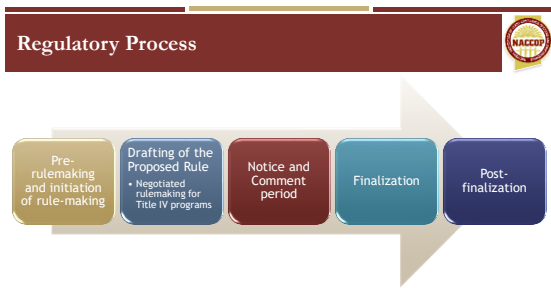 Regulatory Process
NACCOP
Pre-
rulemaking
and initiation
of rule-making
Drafting of the
Proposed Rule
• Negotiated
rulemaking for
Title IV programs
Notice and
Comment
period
Finalization
Post-
finalization